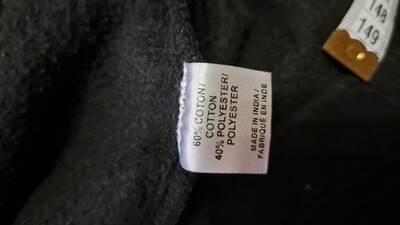 60% COTON/
COTTON
40% POLYESTER/
POLYESTER
MADE IN INDIA /
FABRIQUE EN INDE
148
149